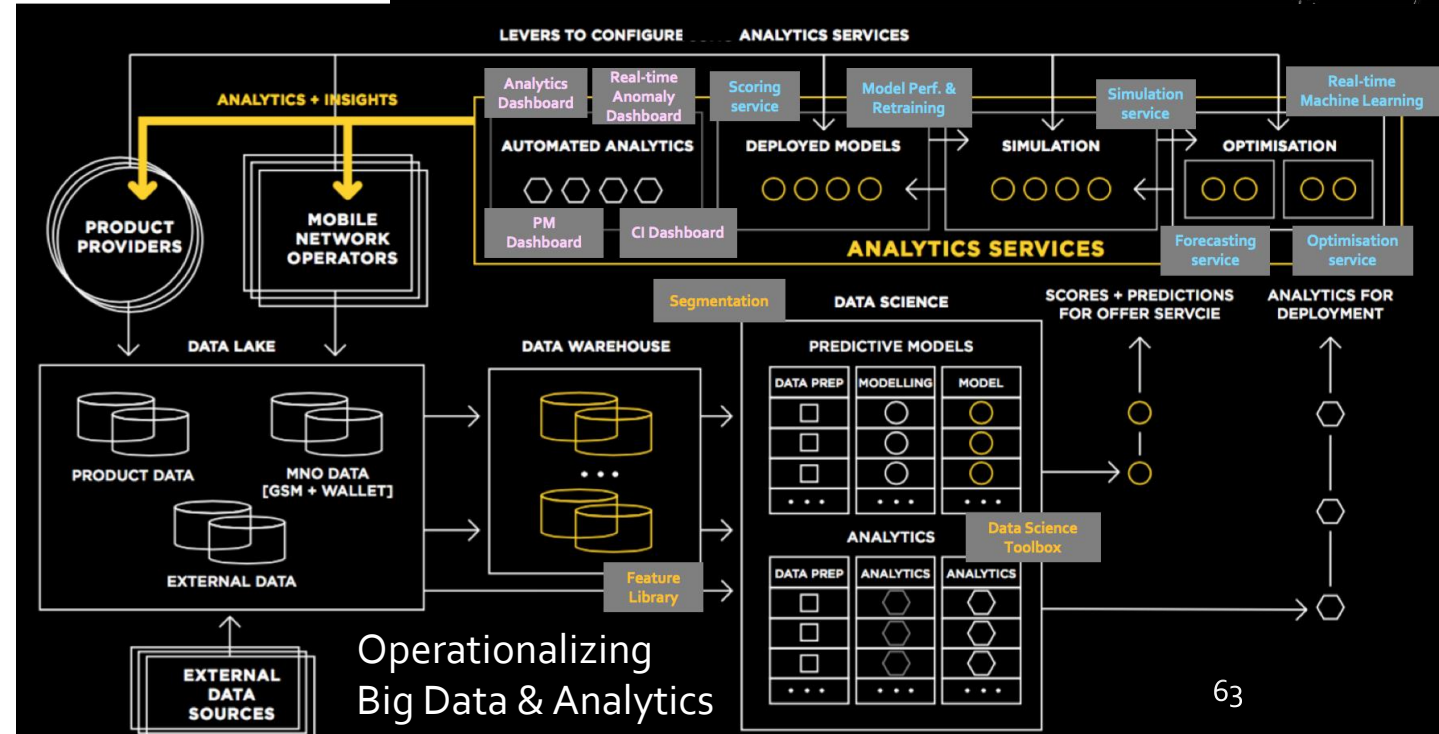 LEVERS TO CONFIGURE
ANALYTICS SERVICES
ANALYTICS + INSIGHTS
Analytics
Dashboard
Real-time
Anomaly
Dashboard
Scoring
service
Model Perf. &
Retraining
Simulation
service
Real-time
Machine Learning
AUTOMATED ANALYTICS
DEPLOYED MODELS
SIMULATION
OPTIMISATION
PM
Dashboard
CI Dashboard
ANALYTICS SERVICES
Forecasting
service
Optimisation
service
PRODUCT
PROVIDERS
MOBILE
NETWORK
OPERATORS
Segmentation
DATA SCIENCE
SCORES + PREDICTIONS
FOR OFFER SERVCIE
ANALYTICS FOR
DEPLOYMENT
DATA LAKE
DATA WAREHOUSE
PREDICTIVE MODELS
DATA PREP
MODELLING
MODEL
• • •
• • •
• • •
• • •
PRODUCT DATA
MNO DATA
[GSM + WALLET]
EXTERNAL DATA
Feature
Library
Data Science
Toolbox
ANALYTICS
DATA PREP
ANALYTICS
ANALYTICS
• • •
• • •
• • •
EXTERNAL
DATA
SOURCES
Operationalizing
Big Data & Analytics
63